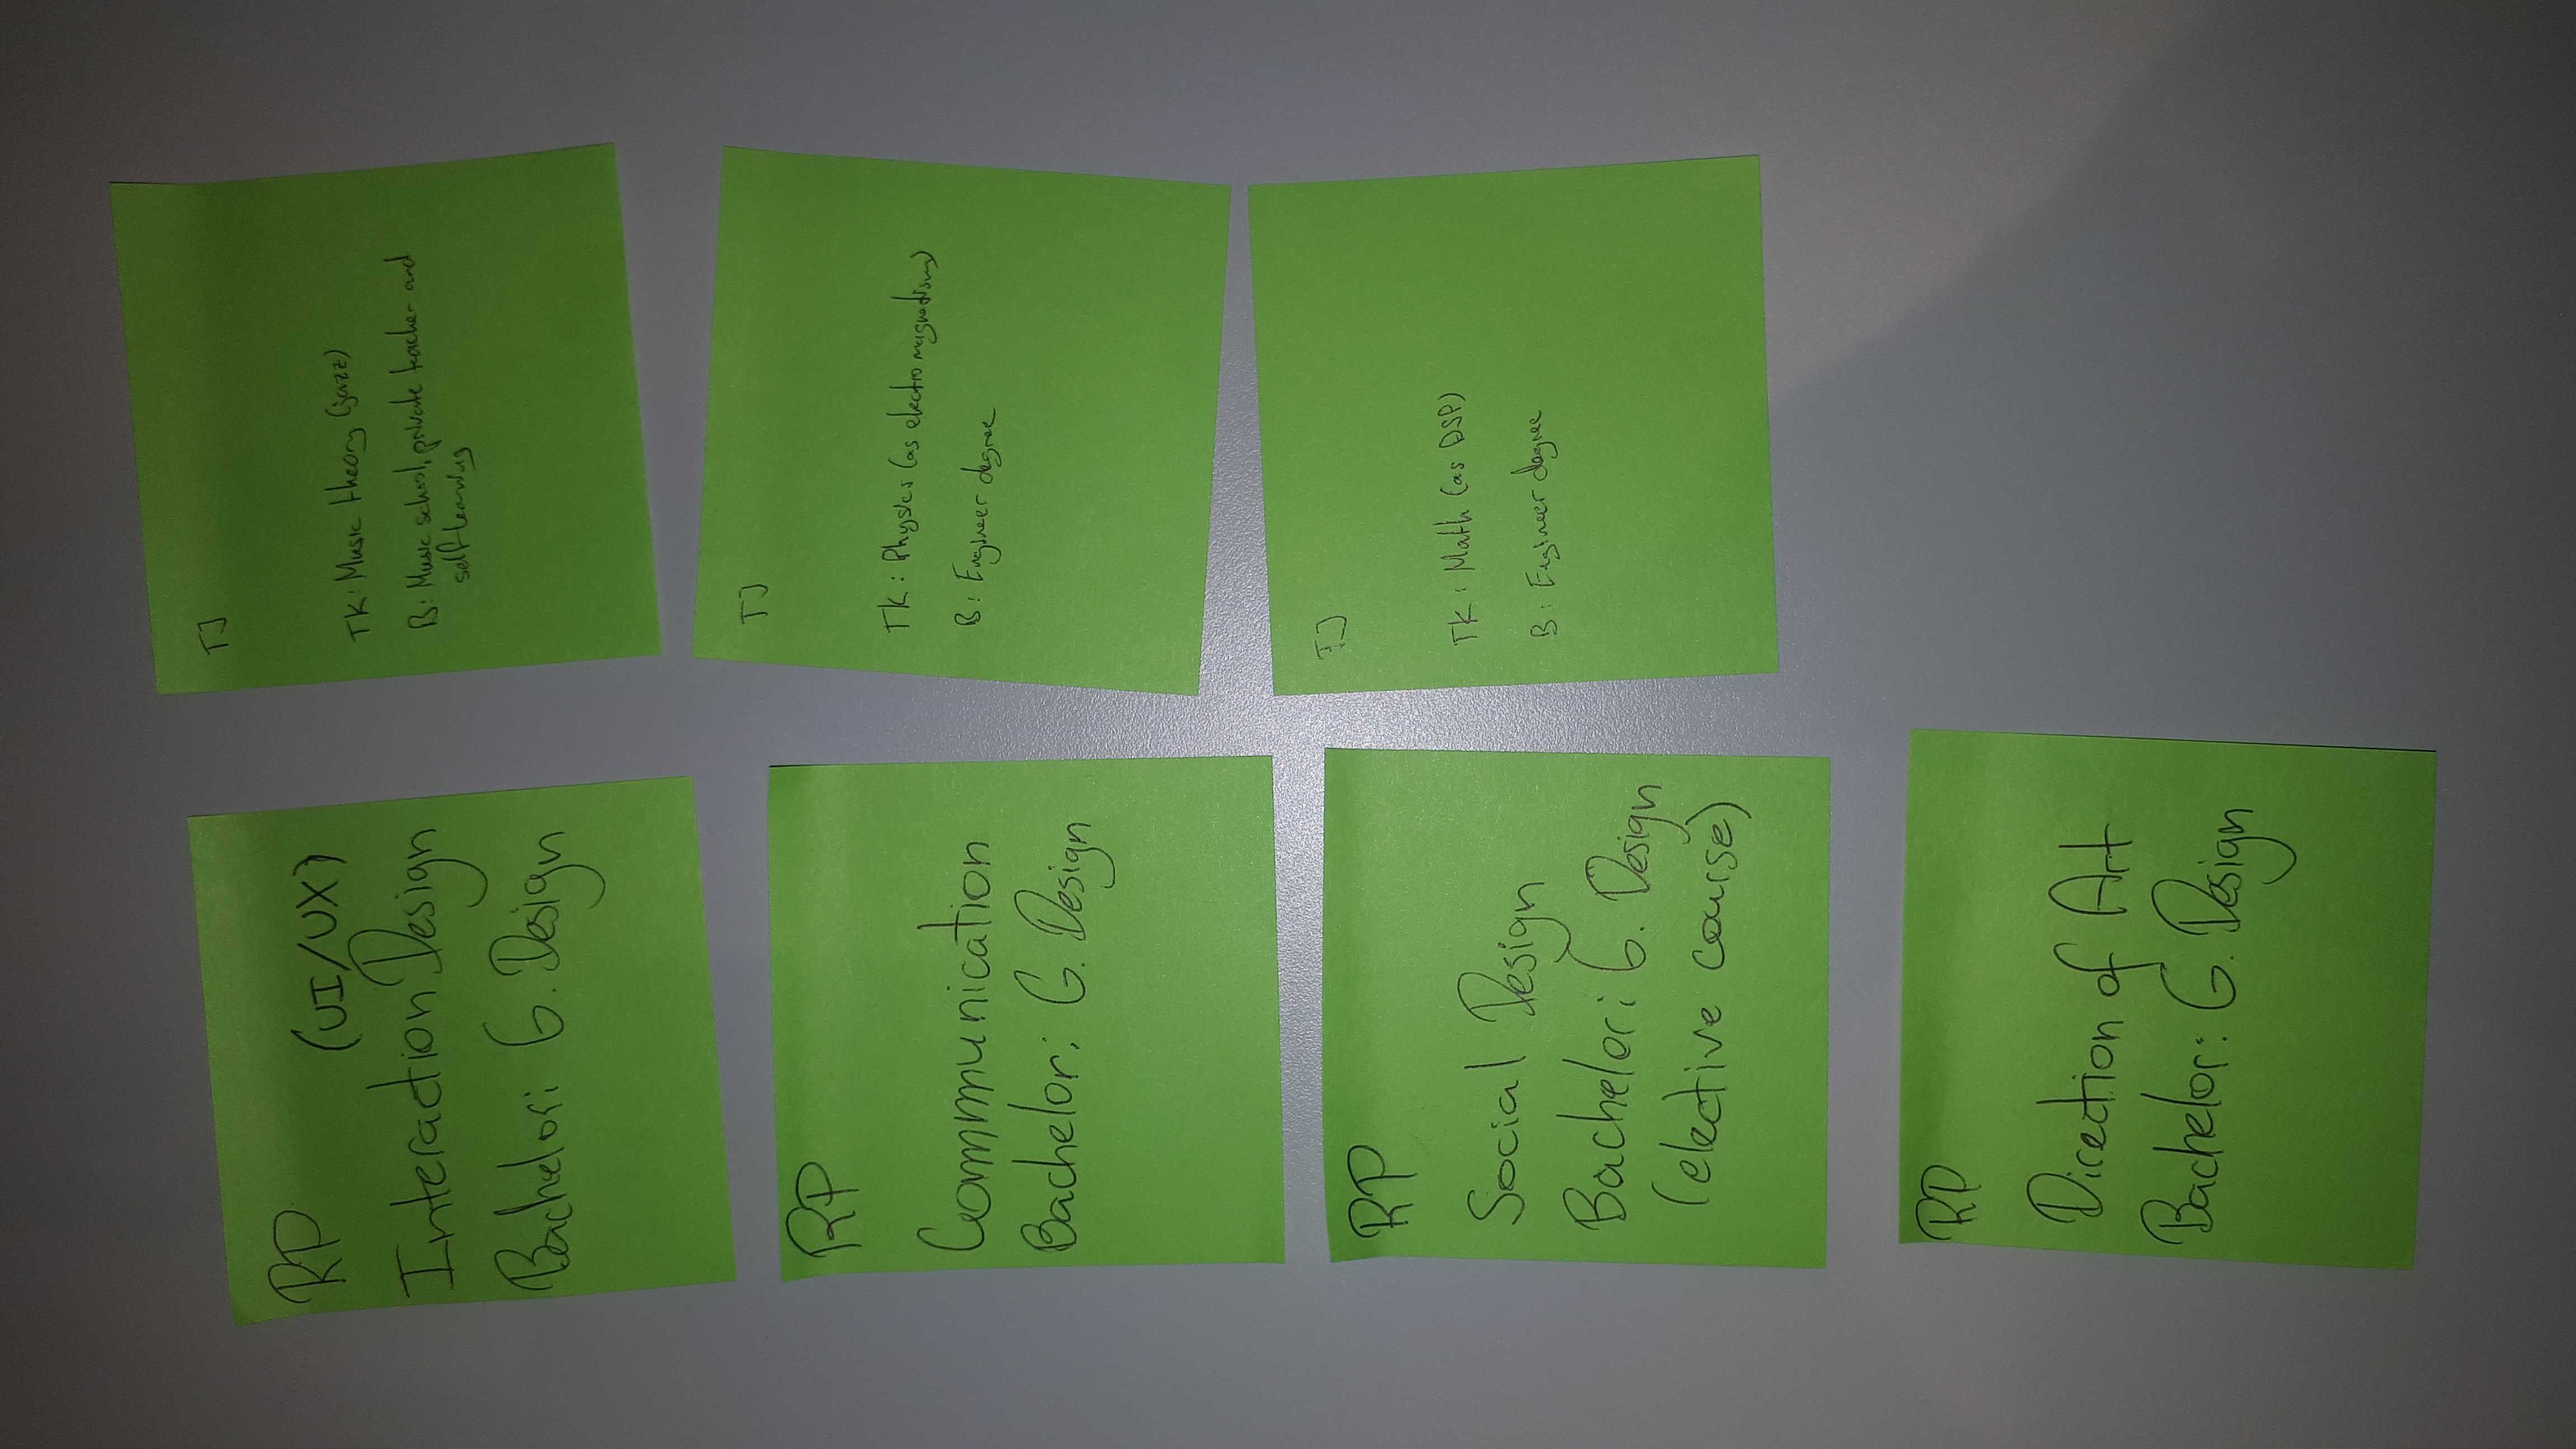 RP
(UI/UX)
Interaction Design
Bachelor: G. Design
TJ
TK: Music theory (jazz)
B: Music school, private teacher and
self learning
RP
Communication
Bachelor: G. Design
TJ
TK: Physics (as electro magnetism)
B: Engineer degree
RP
Social Design
Bachelor: G. Design
(elective course)
TJ
TK: Math (as DSP)
B: Engineer degree
RP
Direction of Art
Bachelor: G. Design